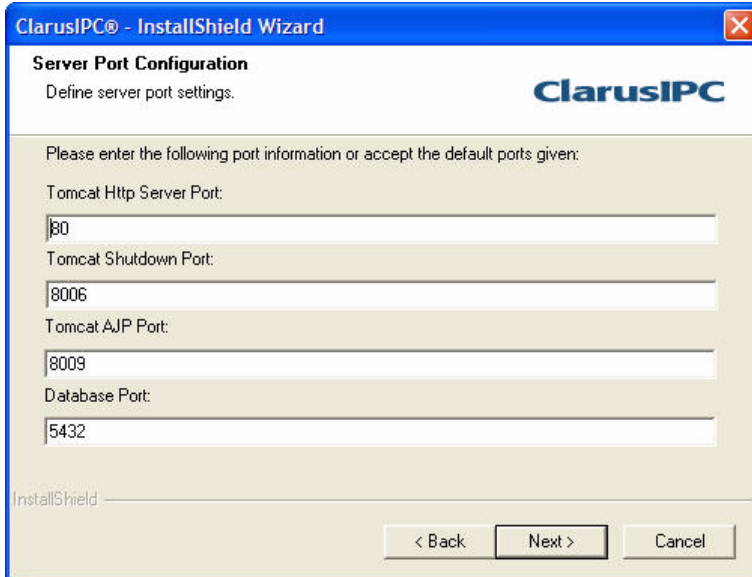 ClarusIPC® - InstallShield Wizard
Server Port Configuration
Define server port settings.
ClarusIPC
Please enter the following port information or accept the default ports given:
Tomcat Http Server Port:
80
Tomcat Shutdown Port:
8006
Tomcat AJP Port:
8009
Database Port:
5432
InstallShield
< Back Next > Cancel